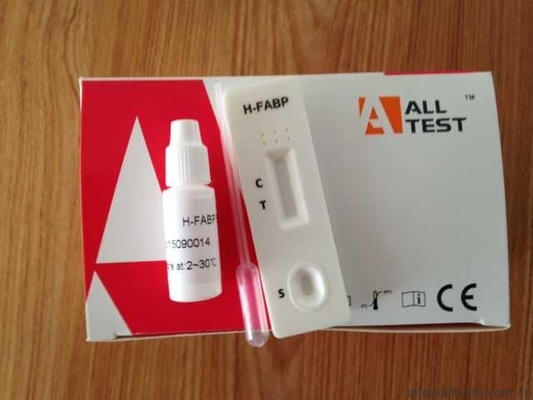 H-FABP
ALL
TEST
™
C
T
S
H-FABP
15090014
at:2~30℃
CE